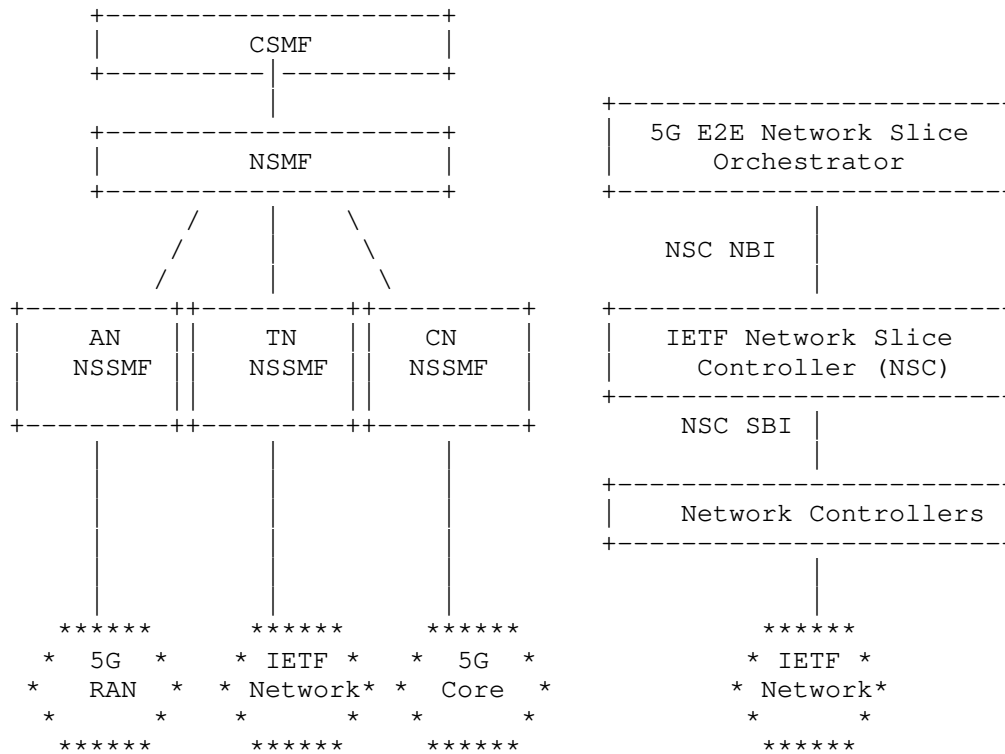 CSMF
5G E2E Network Slice
Orchestrator
NSMF
NSC NBI
AN TN CN
NSSMF NSSMF NSSMF
IETF Network Slice
Controller (NSC)
NSC SBI
Network Controllers
5G IETF 5G IETF
RAN Network Core Network